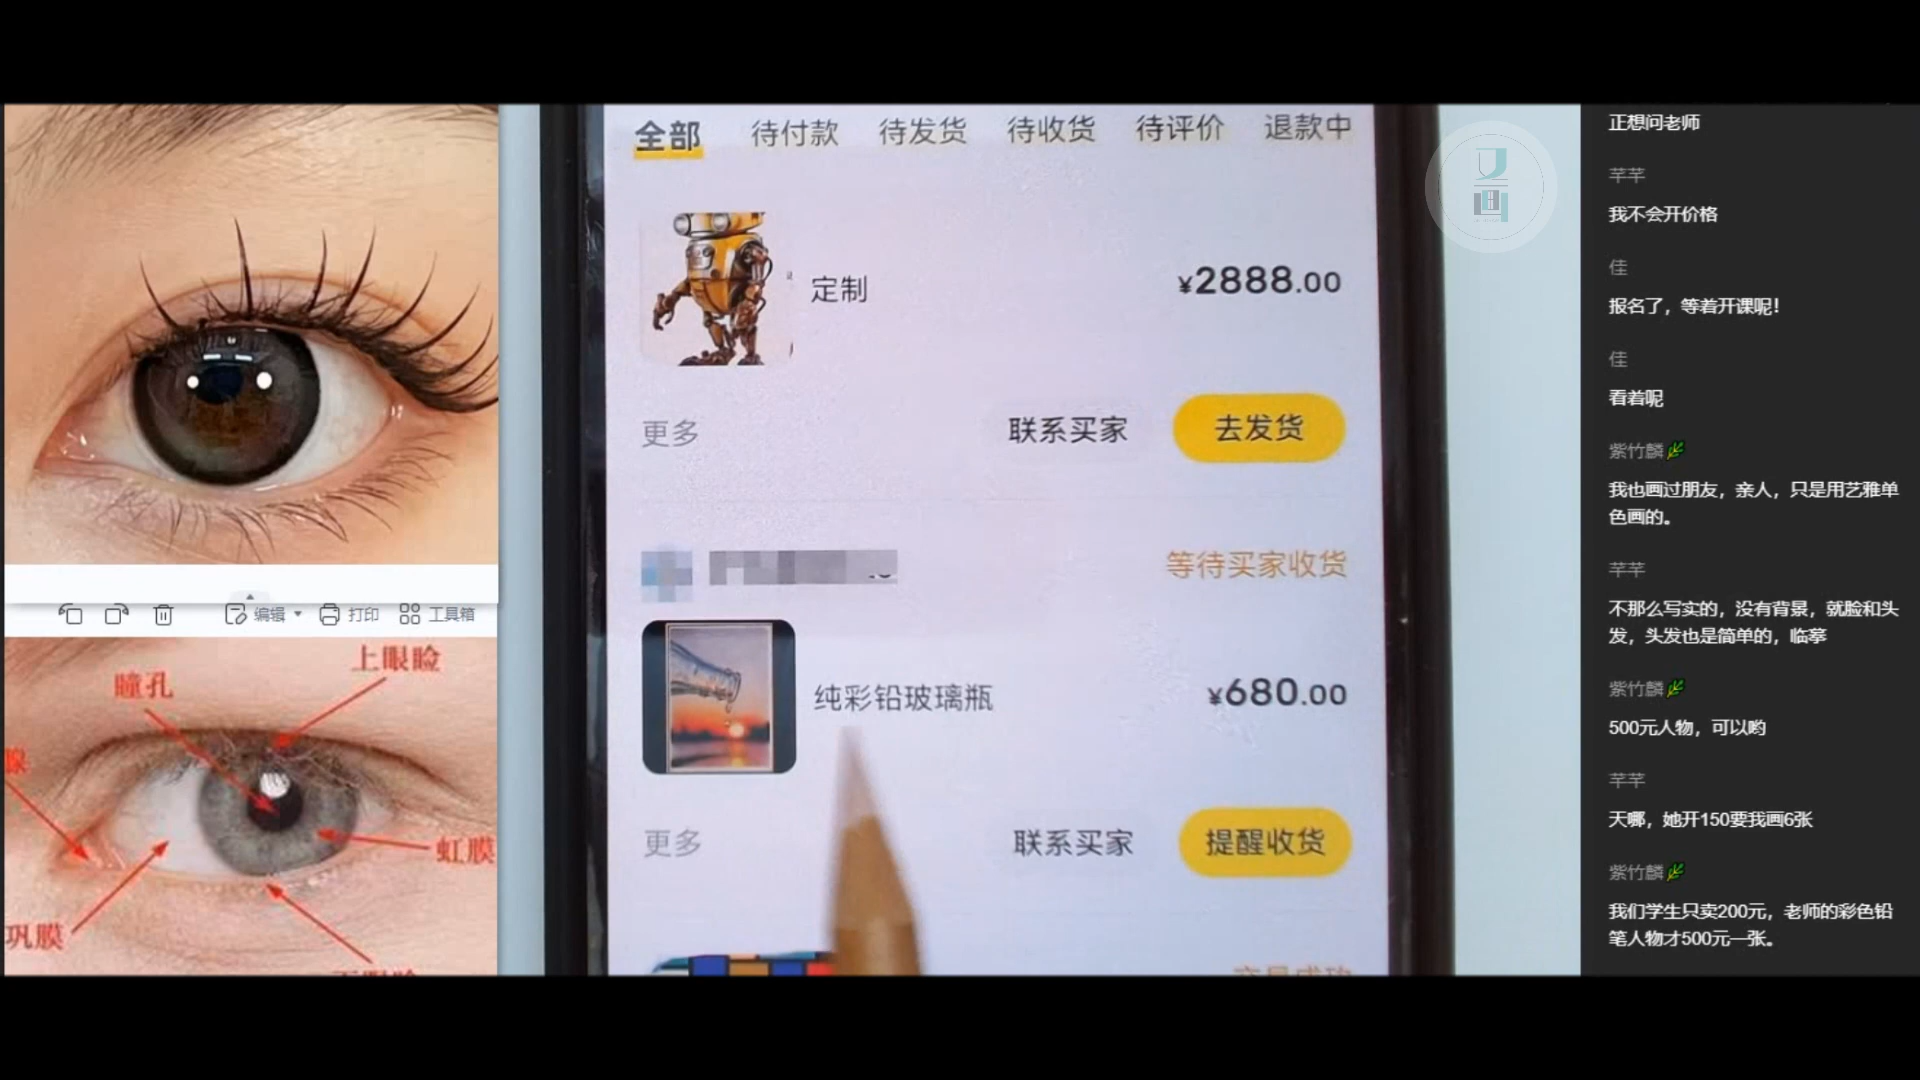 全部 待付款 待发货 待收货 待评价 退款中
定制 ¥2888.00
更多 联系买家 去发货
等待买家收货
纯彩铅玻璃瓶 ¥680.00
更多 联系买家 提醒收货
编辑 打印 工具箱
上眼睑
瞳孔
腺
虹膜
巩膜
正想问老师
芊芊
我不会开价格
佳
报名了，等着开课呢！
佳
看着呢
紫竹麟
我也画过朋友，亲人，只是用艺雅单
色画的。
芊芊
不那么写实的，没有背景，就脸和头
发，头发也是简单的，临摹
紫竹麟
500元人物，可以哟
芊芊
天哪，她开150要我画6张
紫竹麟
我们学生只卖200元，老师的彩色铅
笔人物才500元一张。